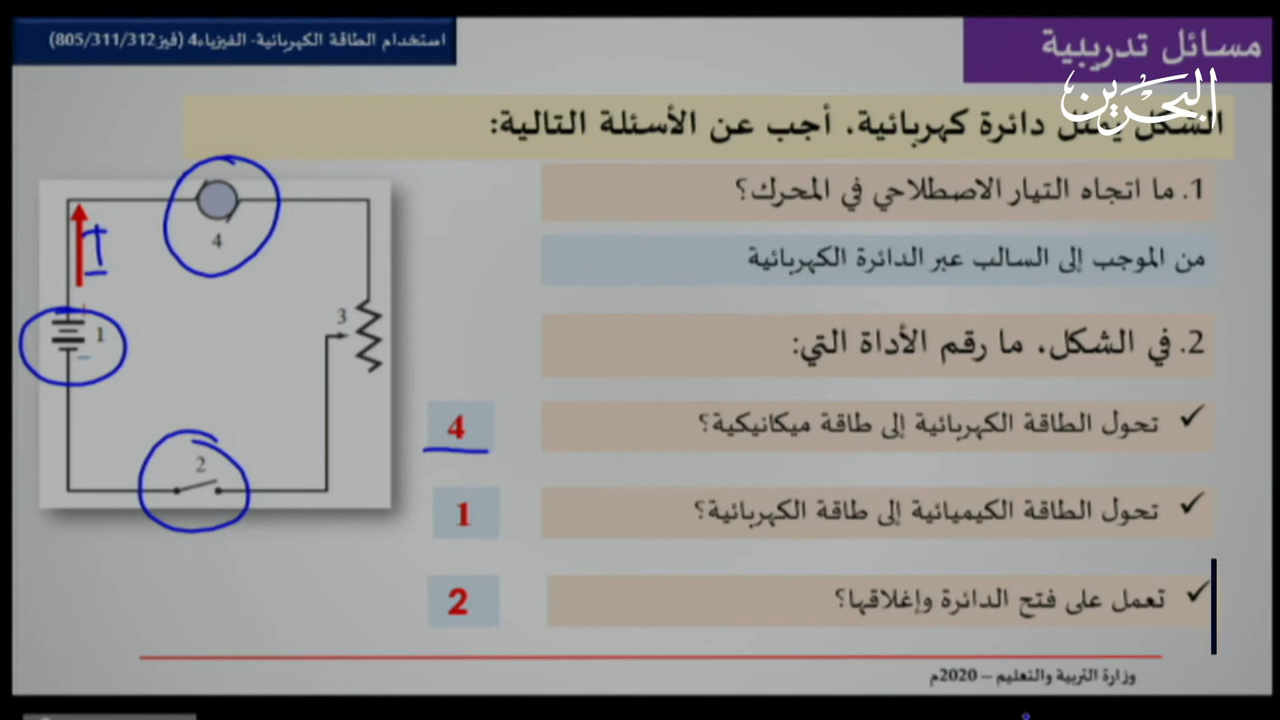 مسائل تدريبية
استخدام الطاقة الكهربائية- الفيزياء4 (فيز312/311/805)
البحرين
الشكل يمثل دائرة كهربائية، أجب عن الأسئلة التالية:
1. ما اتجاه التيار الاصطلاحي في المحرك؟
من الموجب إلى السالب عبر الدائرة الكهربائية
2. في الشكل، ما رقم الأداة التي:
✓ تحول الطاقة الكهربائية إلى طاقة ميكانيكية؟
4
✓ تحول الطاقة الكيميائية إلى طاقة الكهربائية؟
1
✓ تعمل على فتح الدائرة وإغلاقها؟
2
4
I
+
1
–
3
2
وزارة التربية والتعليم – 2020م